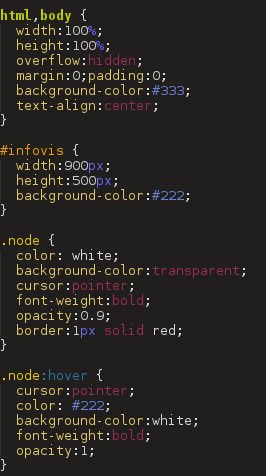 html,body {
  width:100%;
  height:100%;
  overflow:hidden;
  margin:0;padding:0;
  background-color:#333;
  text-align:center;
}

#infovis {
  width:900px;
  height:500px;
  background-color:#222;
}

.node {
  color: white;
  background-color:transparent;
  cursor:pointer;
  font-weight:bold;
  opacity:0.9;
  border:1px solid red;
}

.node:hover {
  cursor:pointer;
  color: #222;
  background-color:white;
  font-weight:bold;
  opacity:1;
}